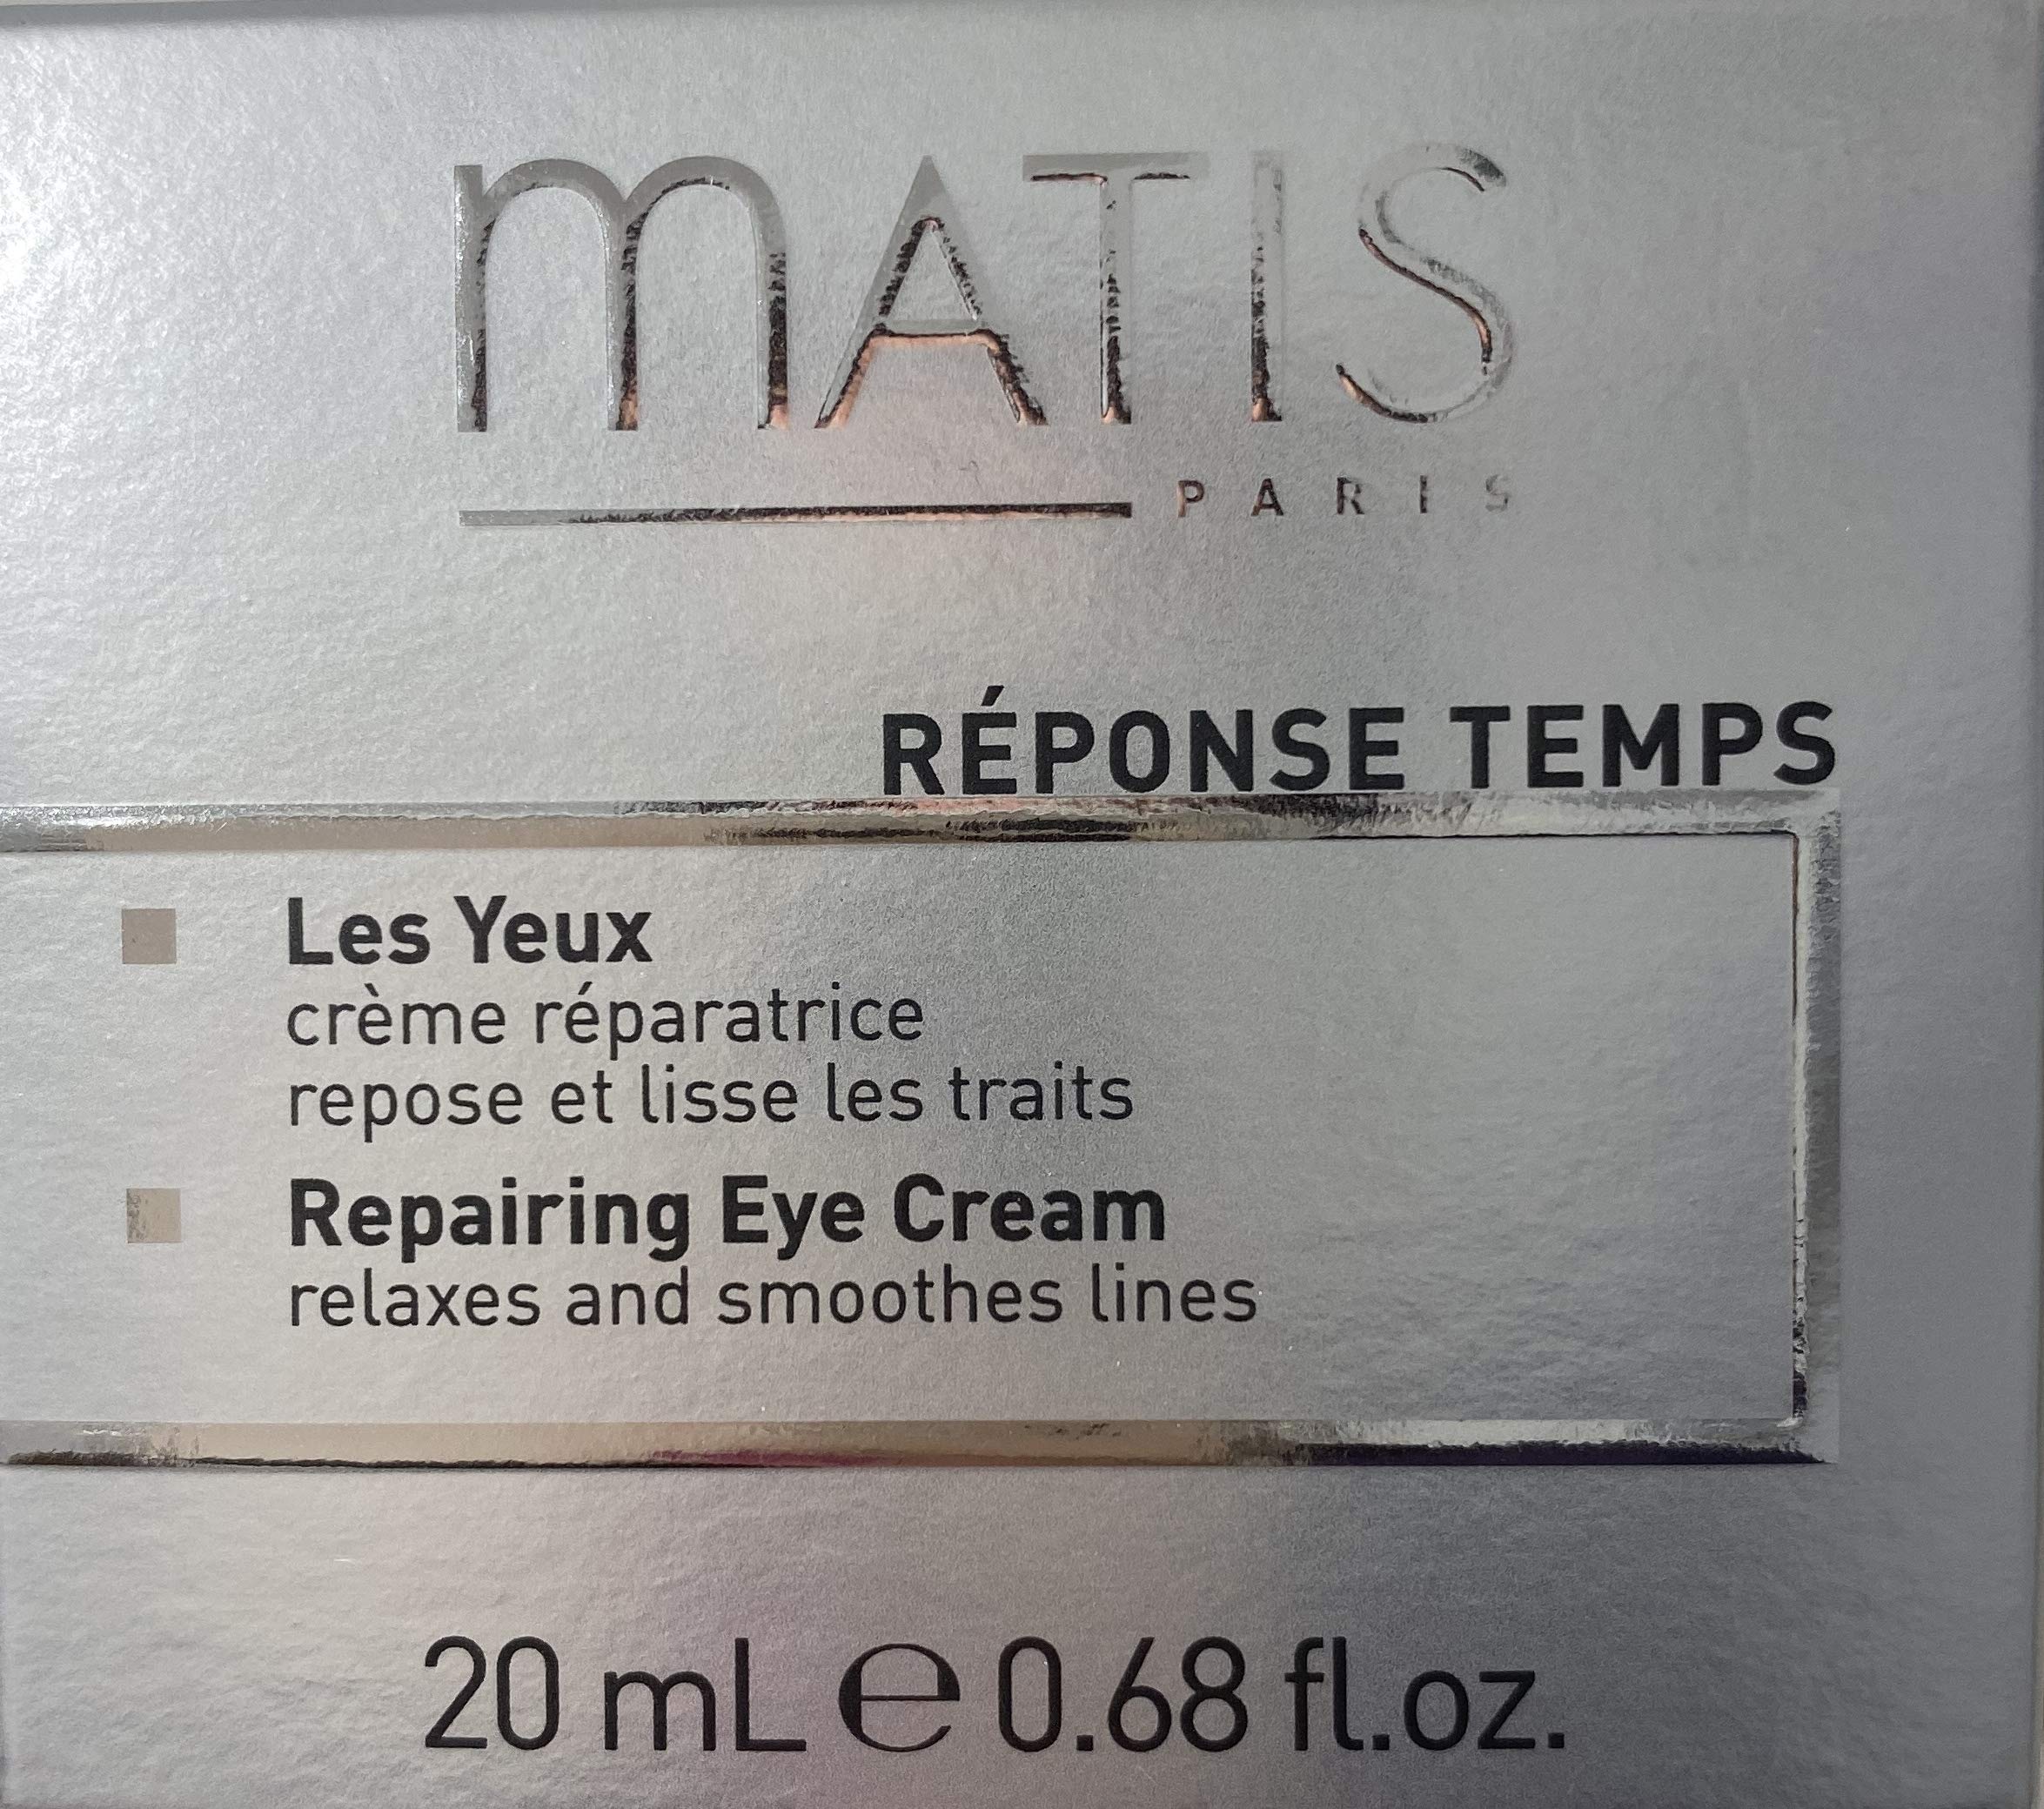 mATIS
PARIS
RÉPONSE TEMPS
Les Yeux
crème réparatrice
repose et lisse les traits
Repairing Eye Cream
relaxes and smoothes lines
20 mL ℮ 0.68 fl.oz.